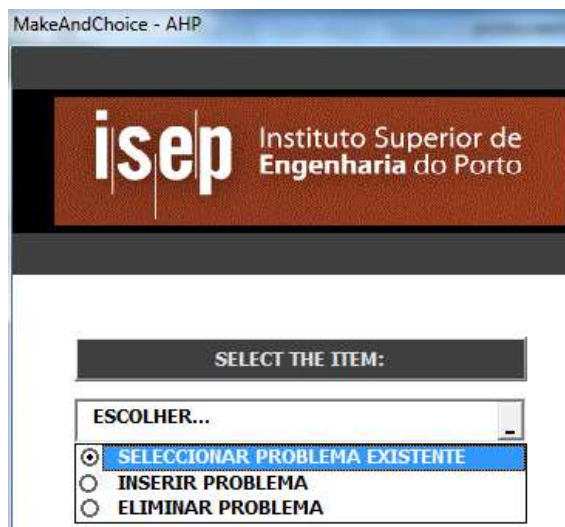 MakeAndChoice - AHP
isep
Instituto Superior de
Engenharia do Porto
SELECT THE ITEM:
ESCOLHER...
SELECCIONAR PROBLEMA EXISTENTE
INSERIR PROBLEMA
ELIMINAR PROBLEMA